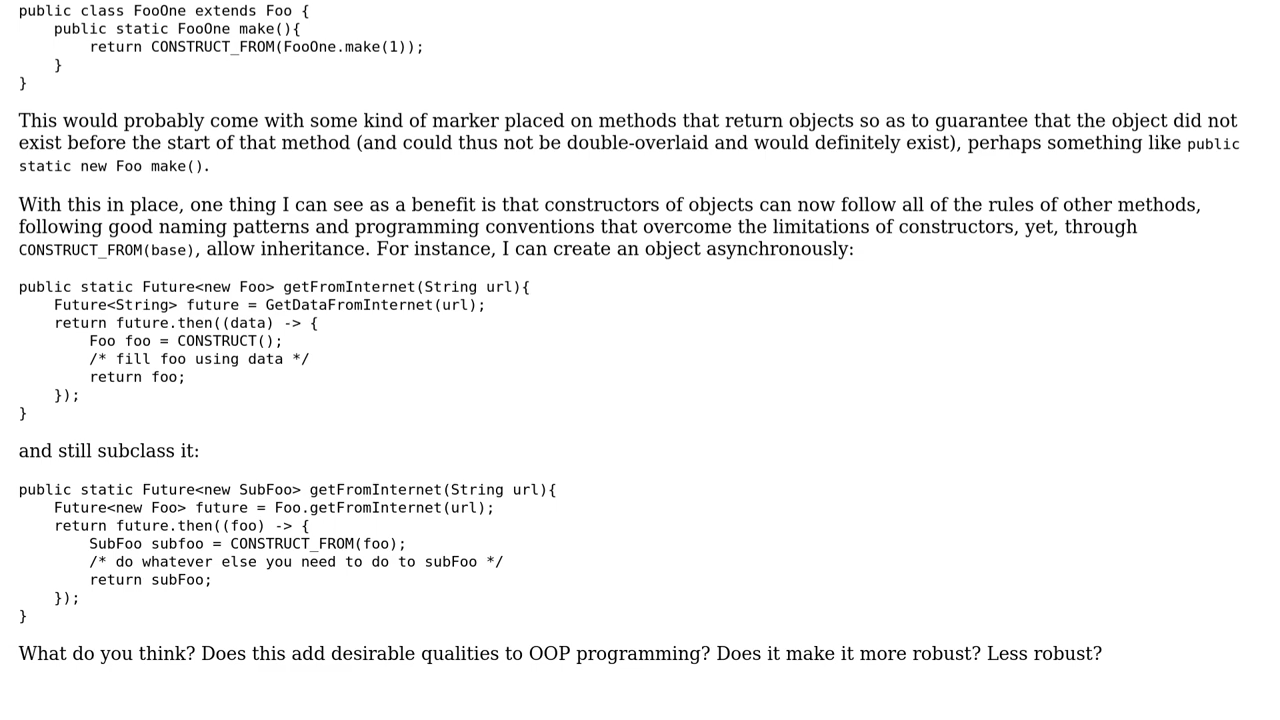 public class FooOne extends Foo {
    public static FooOne make(){
        return CONSTRUCT_FROM(FooOne.make(1));
    }
}
This would probably come with some kind of marker placed on methods that return objects so as to guarantee that the object did not
exist before the start of that method (and could thus not be double-overlaid and would definitely exist), perhaps something like public
static new Foo make().
With this in place, one thing I can see as a benefit is that constructors of objects can now follow all of the rules of other methods,
following good naming patterns and programming conventions that overcome the limitations of constructors, yet, through
CONSTRUCT_FROM(base), allow inheritance. For instance, I can create an object asynchronously:
public static Future<new Foo> getFromInternet(String url){
    Future<String> future = GetDataFromInternet(url);
    return future.then((data) -> {
        Foo foo = CONSTRUCT();
        /* fill foo using data */
        return foo;
    });
}
and still subclass it:
public static Future<new SubFoo> getFromInternet(String url){
    Future<new Foo> future = Foo.getFromInternet(url);
    return future.then((foo) -> {
        SubFoo subfoo = CONSTRUCT_FROM(foo);
        /* do whatever else you need to do to subFoo */
        return subFoo;
    });
}
What do you think? Does this add desirable qualities to OOP programming? Does it make it more robust? Less robust?